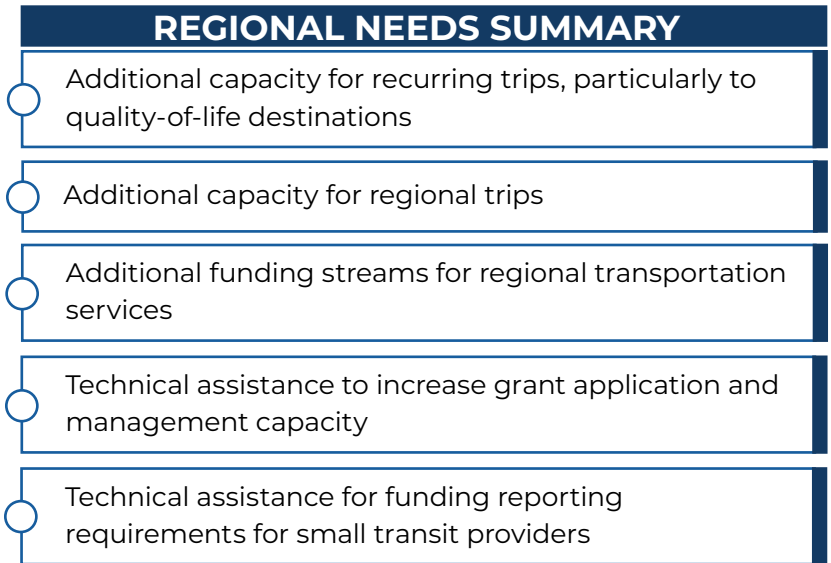 REGIONAL NEEDS SUMMARY
Additional capacity for recurring trips, particularly to
quality-of-life destinations
Additional capacity for regional trips
Additional funding streams for regional transportation
services
Technical assistance to increase grant application and
management capacity
Technical assistance for funding reporting
requirements for small transit providers